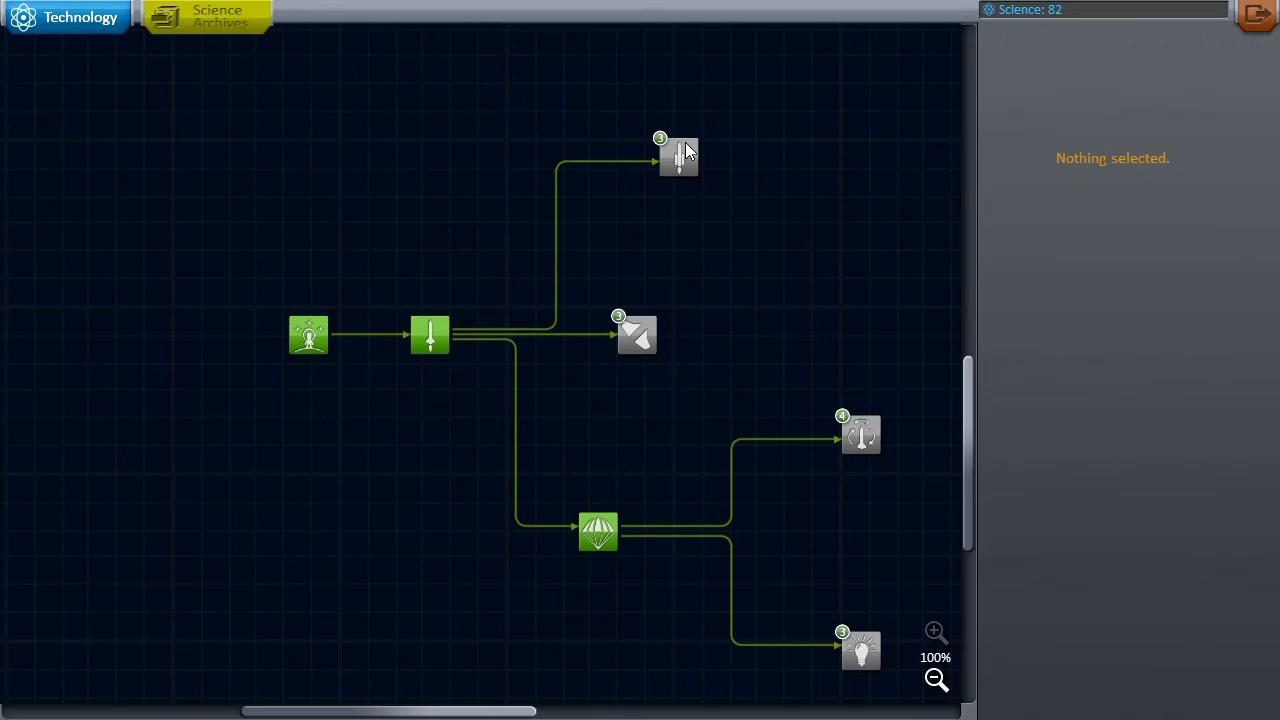 Technology
Science
Archives
Science: 82
Nothing selected.
3
3
4
3
100%